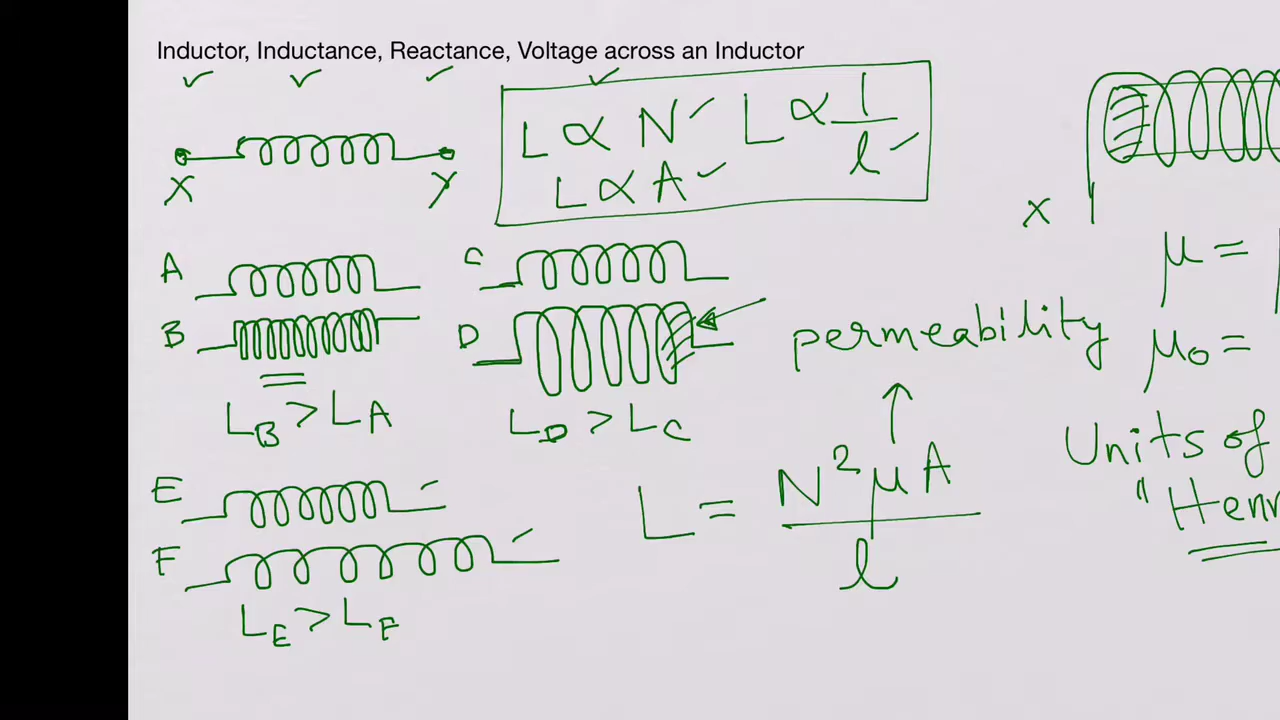 Inductor, Inductance, Reactance, Voltage across an Inductor
X Y
L ∝ N L ∝ 1/l
L ∝ A
A
B
L_B > L_A
C
D
L_D > L_C
E
F
L_E > L_F
permeability
L = N²μA/l
X
μ =
μ₀ =
Units of
"Henr